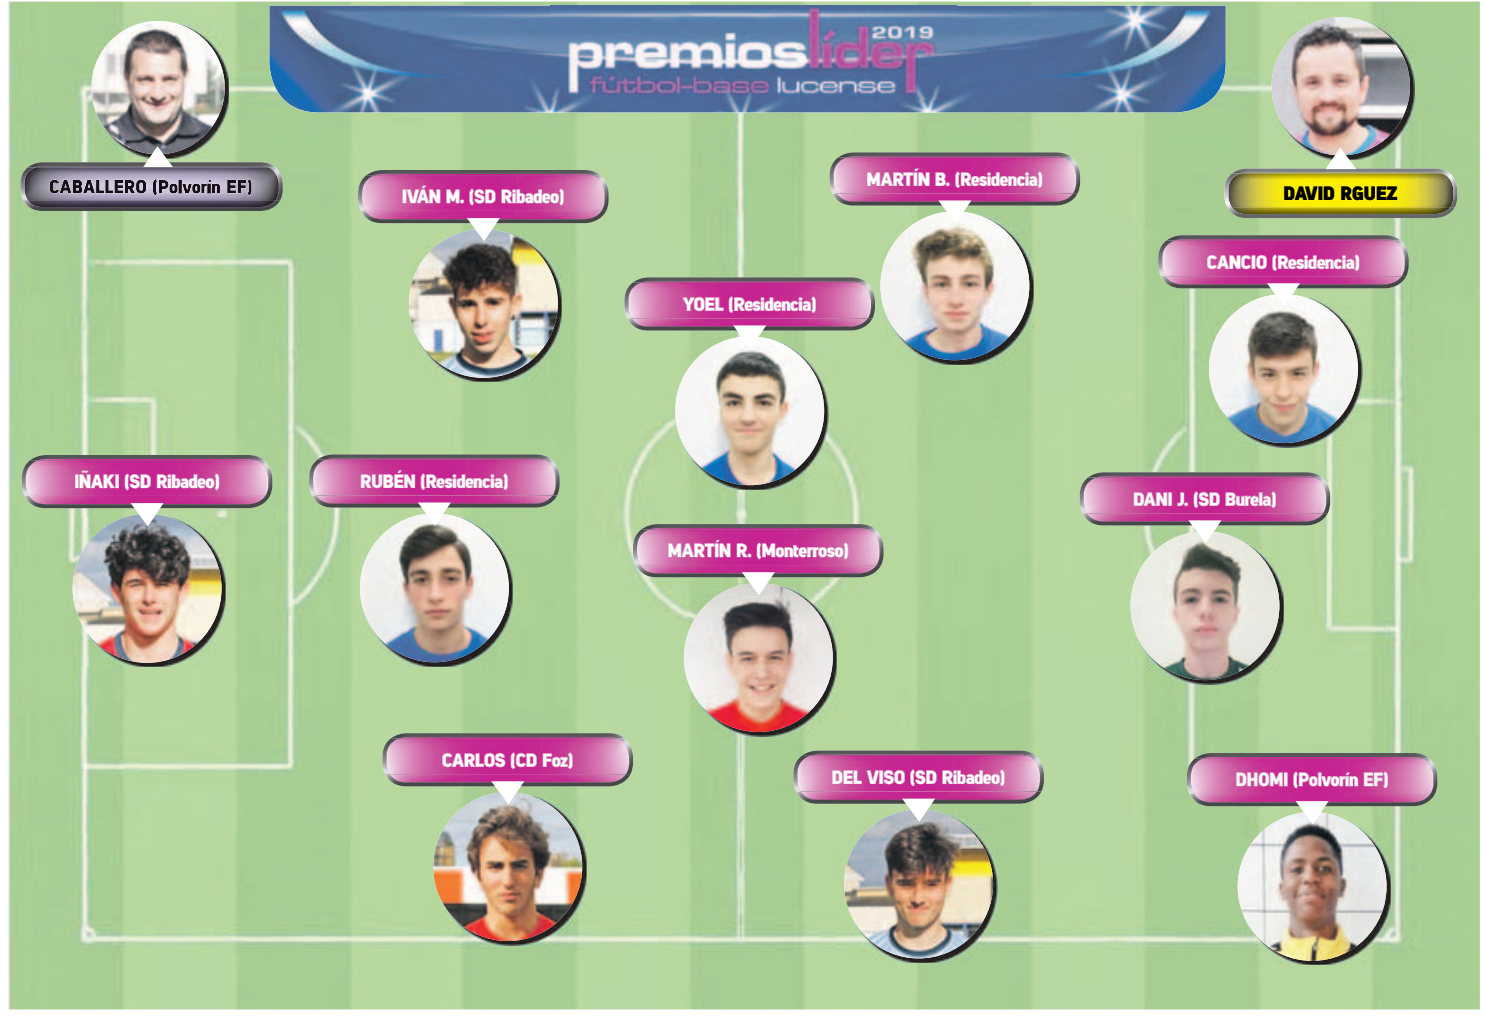 premios líder 2019
fútbol-base lucense
CABALLERO (Polvorín EF)
IVÁN M. (SD Ribadeo)
MARTÍN B. (Residencia)
DAVID RGUEZ
CANCIO (Residencia)
YOEL (Residencia)
IÑAKI (SD Ribadeo)
RUBÉN (Residencia)
DANI J. (SD Burela)
MARTÍN R. (Monterroso)
CARLOS (CD Foz)
DEL VISO (SD Ribadeo)
DHOMI (Polvorín EF)